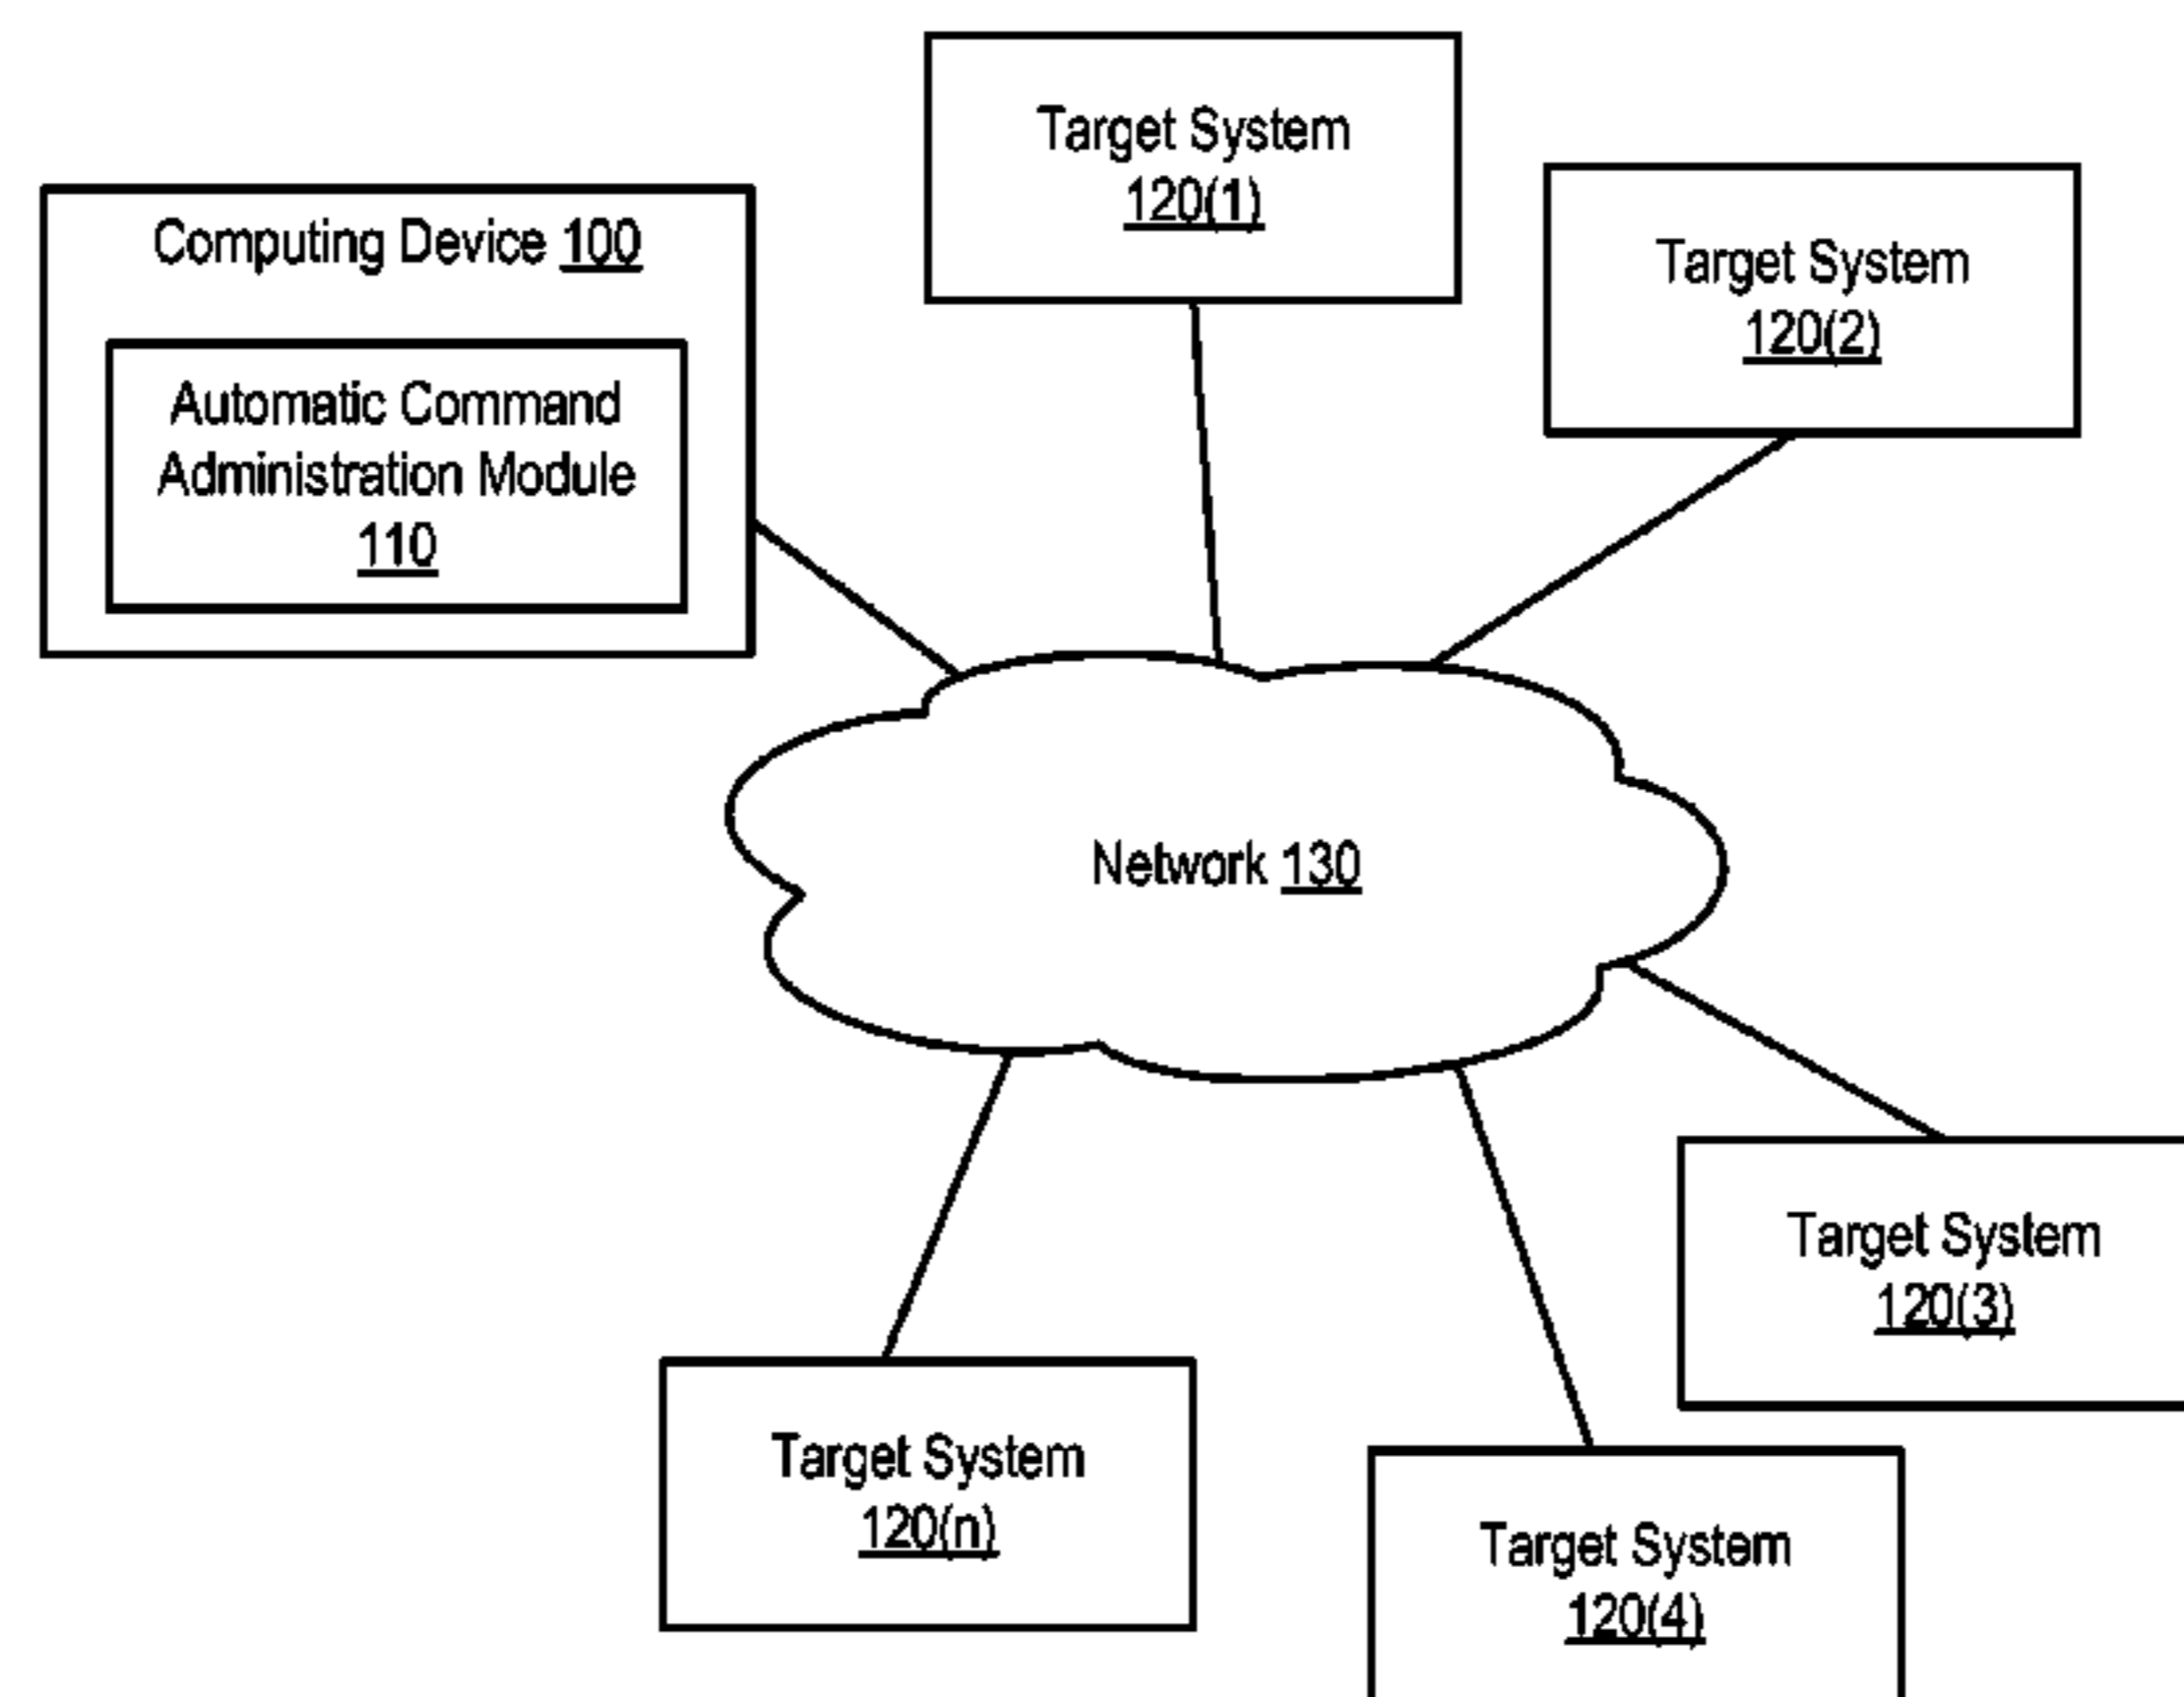 Target System
120(1)
Computing Device 100
Target System
120(2)
Automatic Command
Administration Module
110
Network 130
Target System
120(3)
Target System
120(n)
Target System
120(4)